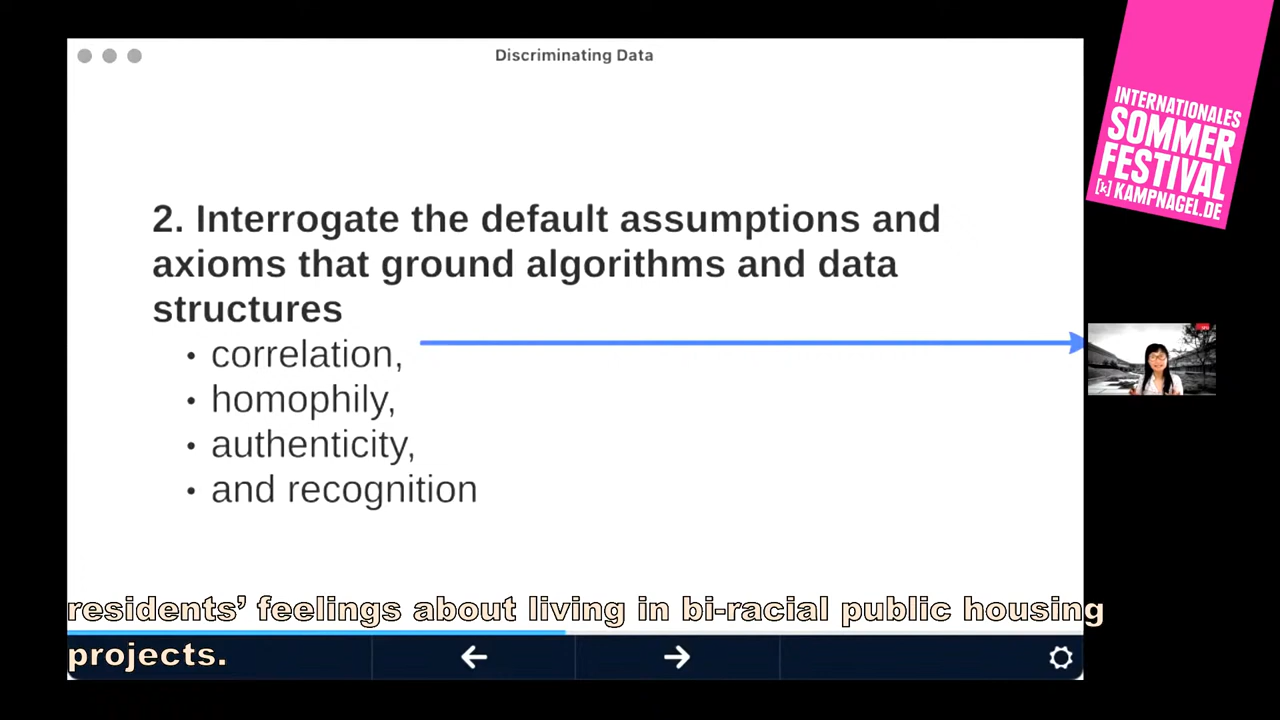 Discriminating Data
INTERNATIONALES
SOMMER
FESTIVAL
[k] KAMPNAGEL.DE
2. Interrogate the default assumptions and
axioms that ground algorithms and data
structures
• correlation,
• homophily,
• authenticity,
• and recognition
residents’ feelings about living in bi-racial public housing
projects.